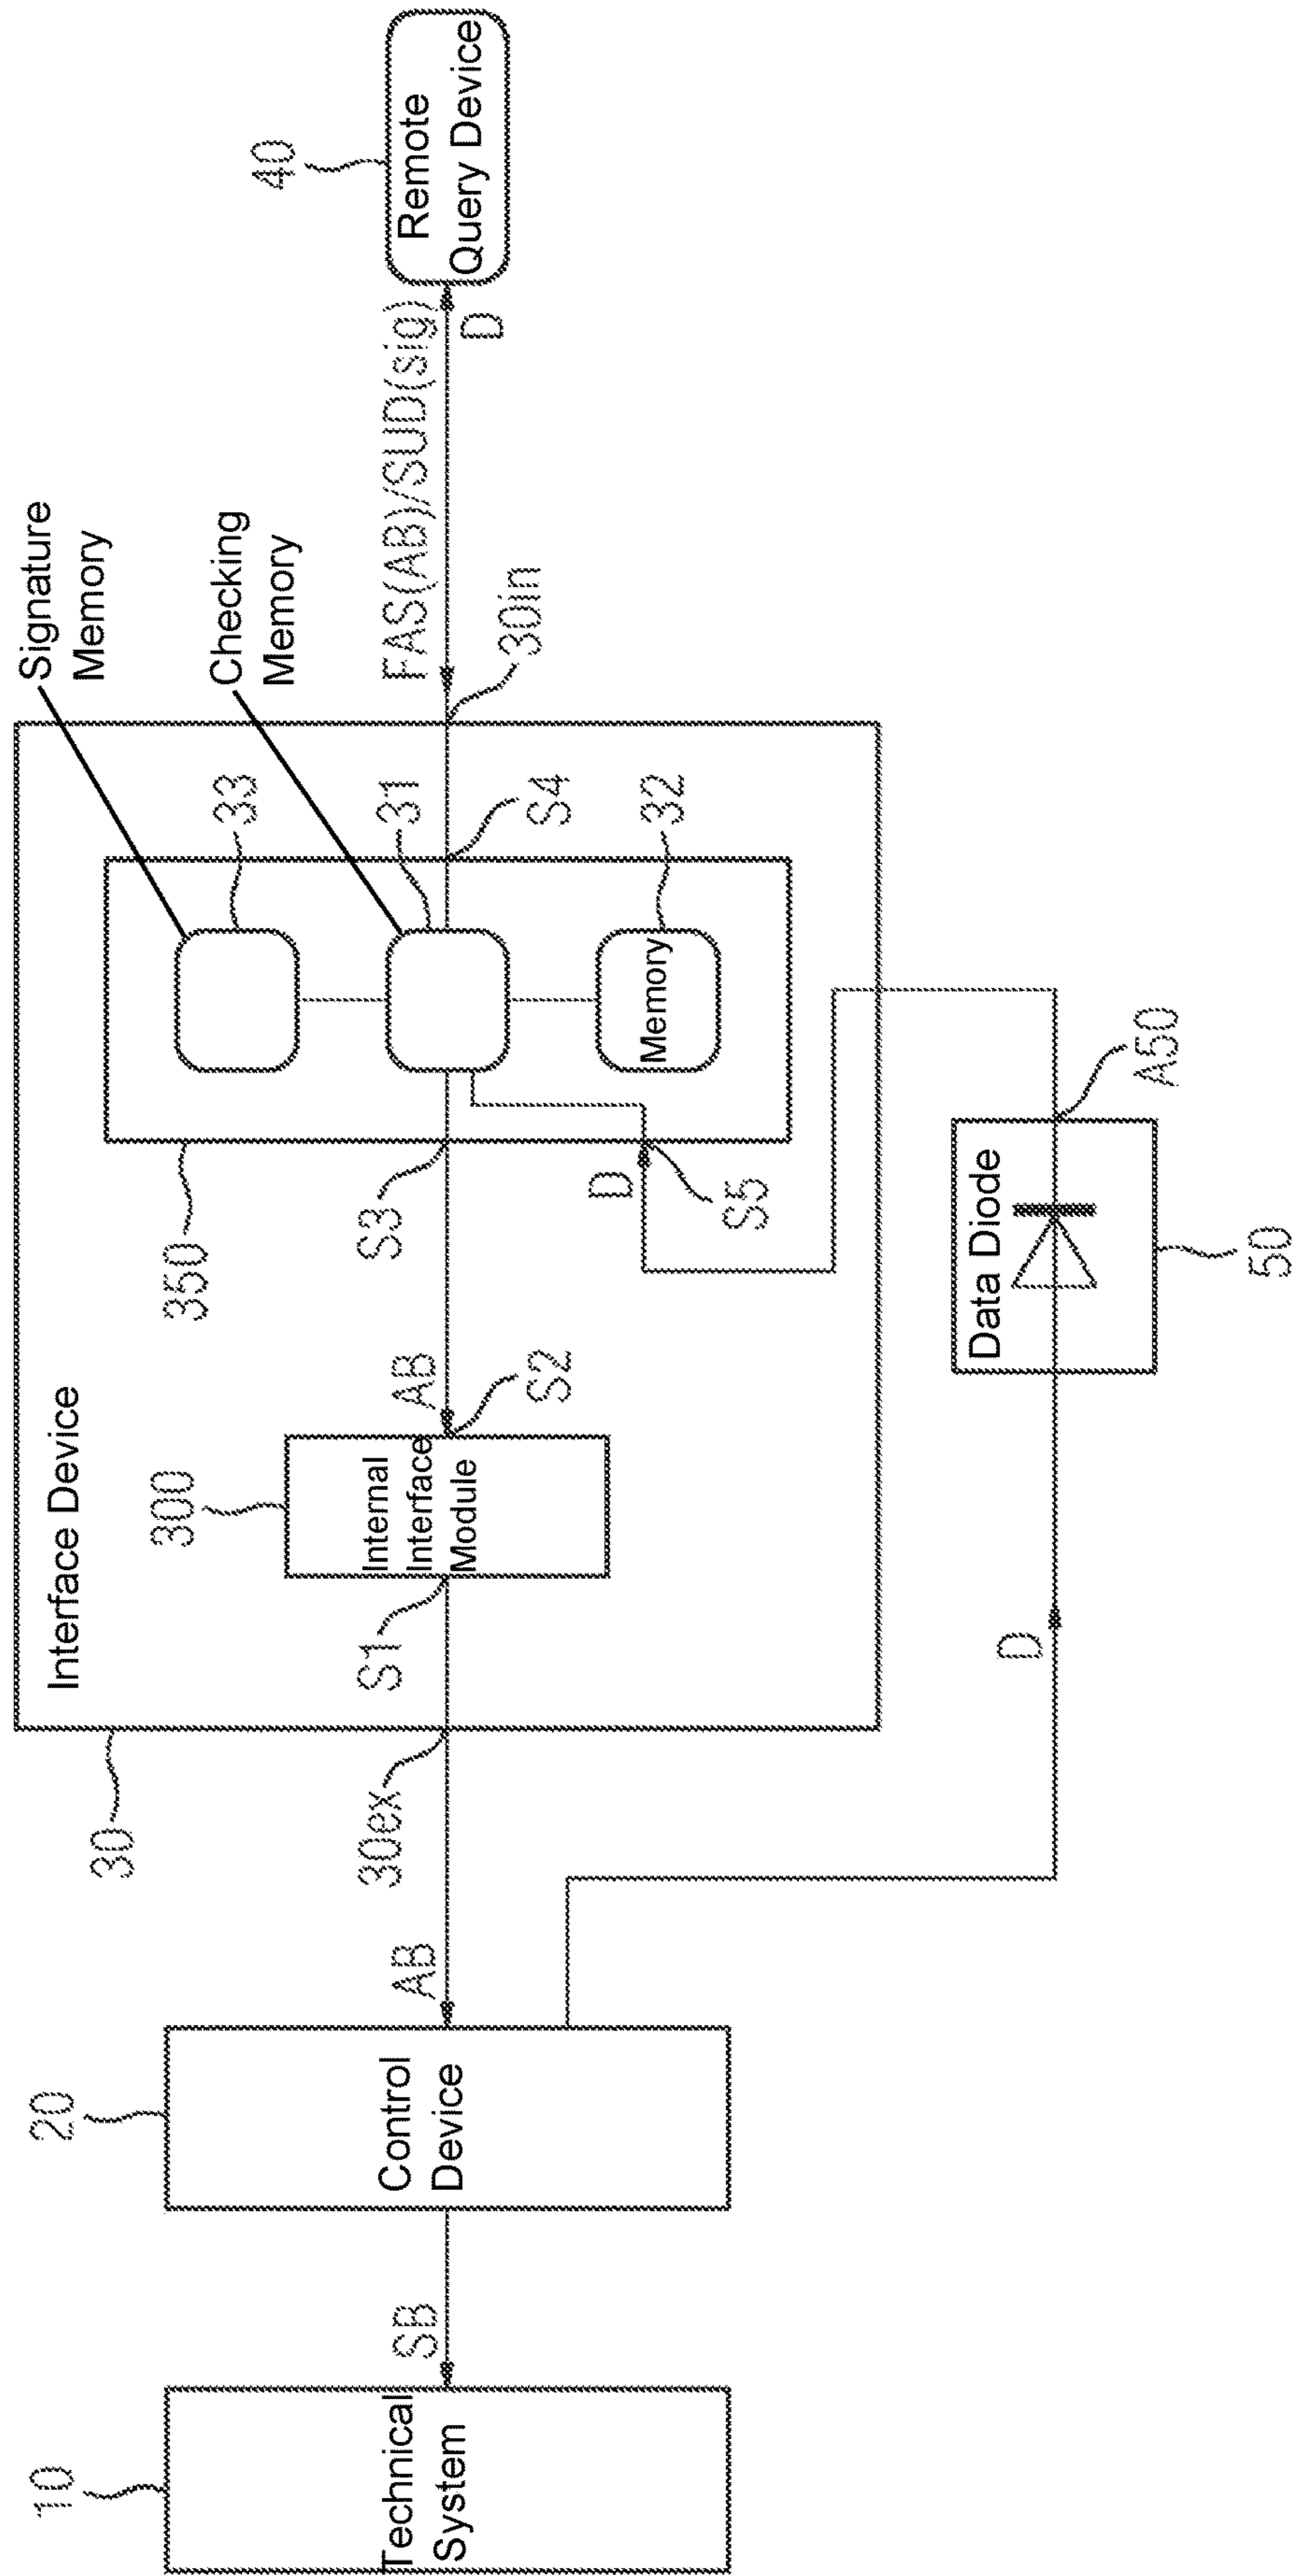 Signature
Memory
Checking
Memory
40
Remote
Query Device
FAS(AB)/SUD(sig)
D
30in
33
31
S4
32
Memory
350
S3
D
S5
A50
Data Diode
50
Interface Device
AB
S2
300
Internal
Interface
Module
S1
30
30ex
D
AB
20
Control
Device
SB
10
Technical
System